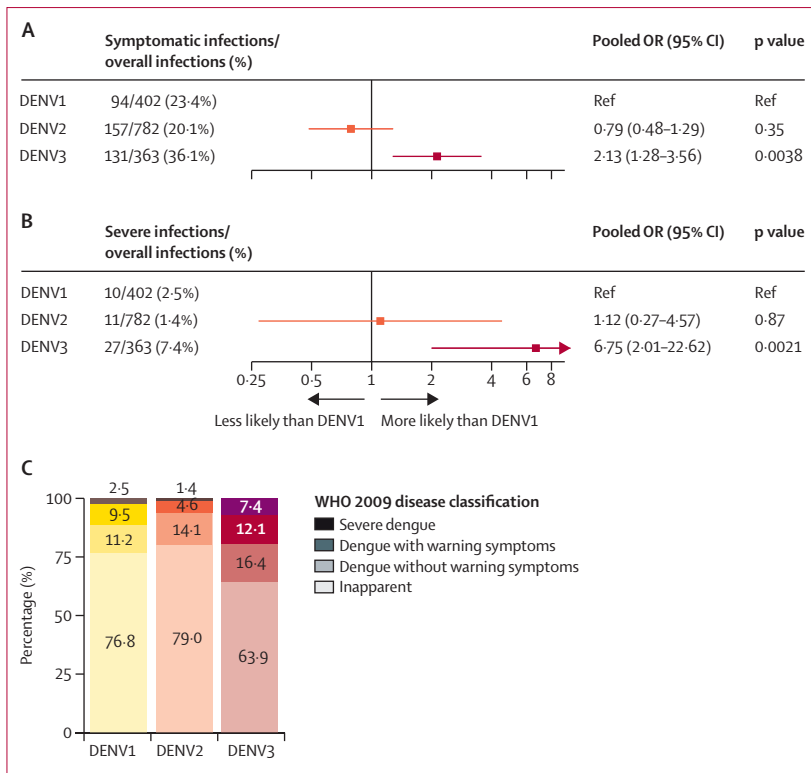 A
Symptomatic infections/
overall infections (%)
Pooled OR (95% CI)
p value
DENV1 94/402 (23·4%) Ref Ref
DENV2 157/782 (20·1%) 0·79 (0·48–1·29) 0·35
DENV3 131/363 (36·1%) 2·13 (1·28–3·56) 0·0038
B
Severe infections/
overall infections (%)
Pooled OR (95% CI)
p value
DENV1 10/402 (2·5%) Ref Ref
DENV2 11/782 (1·4%) 1·12 (0·27–4·57) 0·87
DENV3 27/363 (7·4%) 6·75 (2·01–22·62) 0·0021
0·25 0·5 1 2 4 6 8
Less likely than DENV1 More likely than DENV1
C
2·5 1·4
100
9·5 4·6 7·4
11·2 14·1 12·1
75
16·4
50
76·8 79·0 63·9
25
0
Percentage (%)
DENV1 DENV2 DENV3
WHO 2009 disease classification
Severe dengue
Dengue with warning symptoms
Dengue without warning symptoms
Inapparent